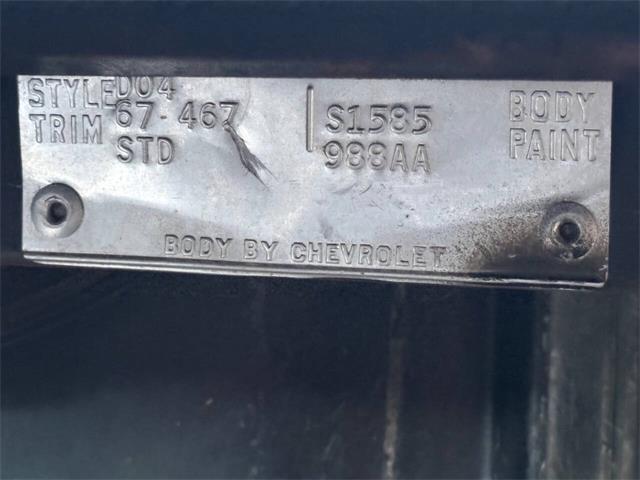 D04
STYLE 67-467 S1585 BODY
TRIM STD 988AA PAINT
BODY BY CHEVROLET